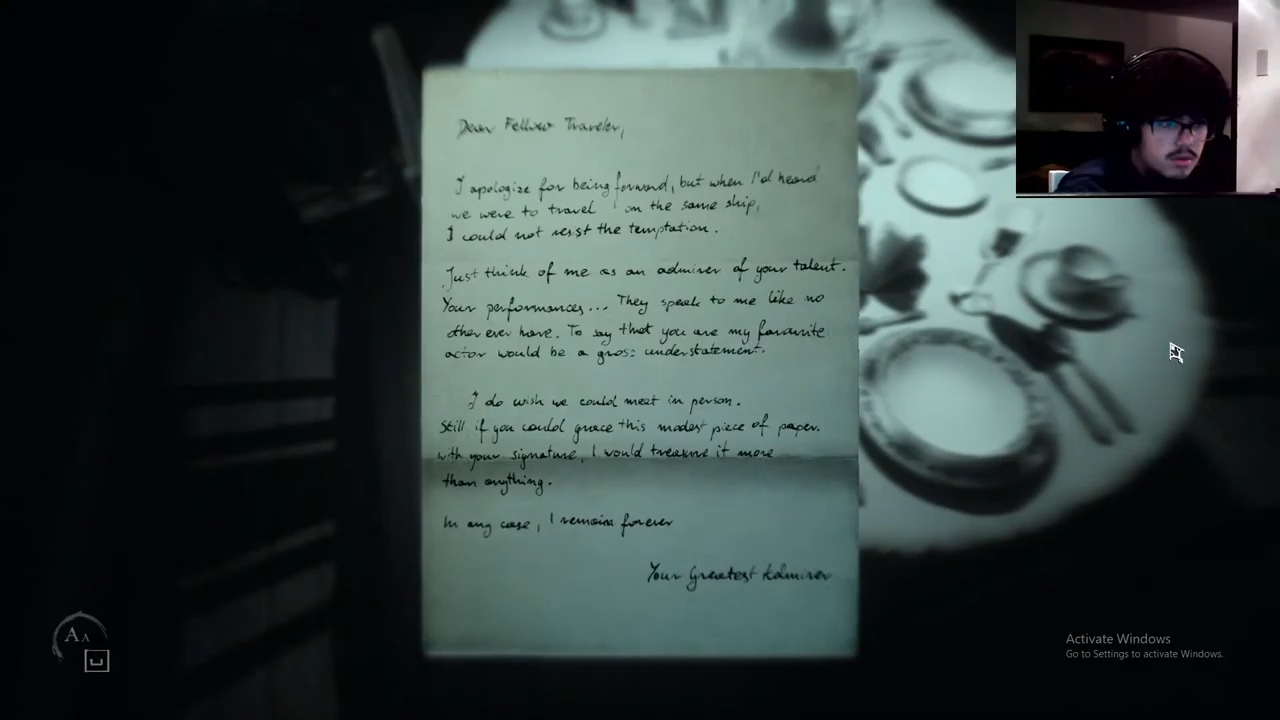 Dear Fellow Traveler,
I apologize for being forward, but when I'd heard
we were to travel on the same ship,
I could not resist the temptation.
Just think of me as an admirer of your talent.
Your performances... They speak to me like no
other ever have. To say that you are my favourite
actor would be a gross understatement.
I do wish we could meet in person.
Still if you could grace this modest piece of paper.
with your signature, I would treasure it more
than anything.
In any case, I remain forever
Your Greatest Admirer
AA
Activate Windows
Go to Settings to activate Windows.